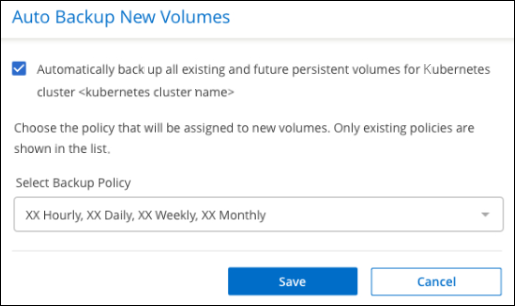 Auto Backup New Volumes
Automatically back up all existing and future persistent volumes for Kubernetes
cluster <kubernetes cluster name>
Choose the policy that will be assigned to new volumes. Only existing policies are
shown in the list.
Select Backup Policy
XX Hourly, XX Daily, XX Weekly, XX Monthly
Save
Cancel